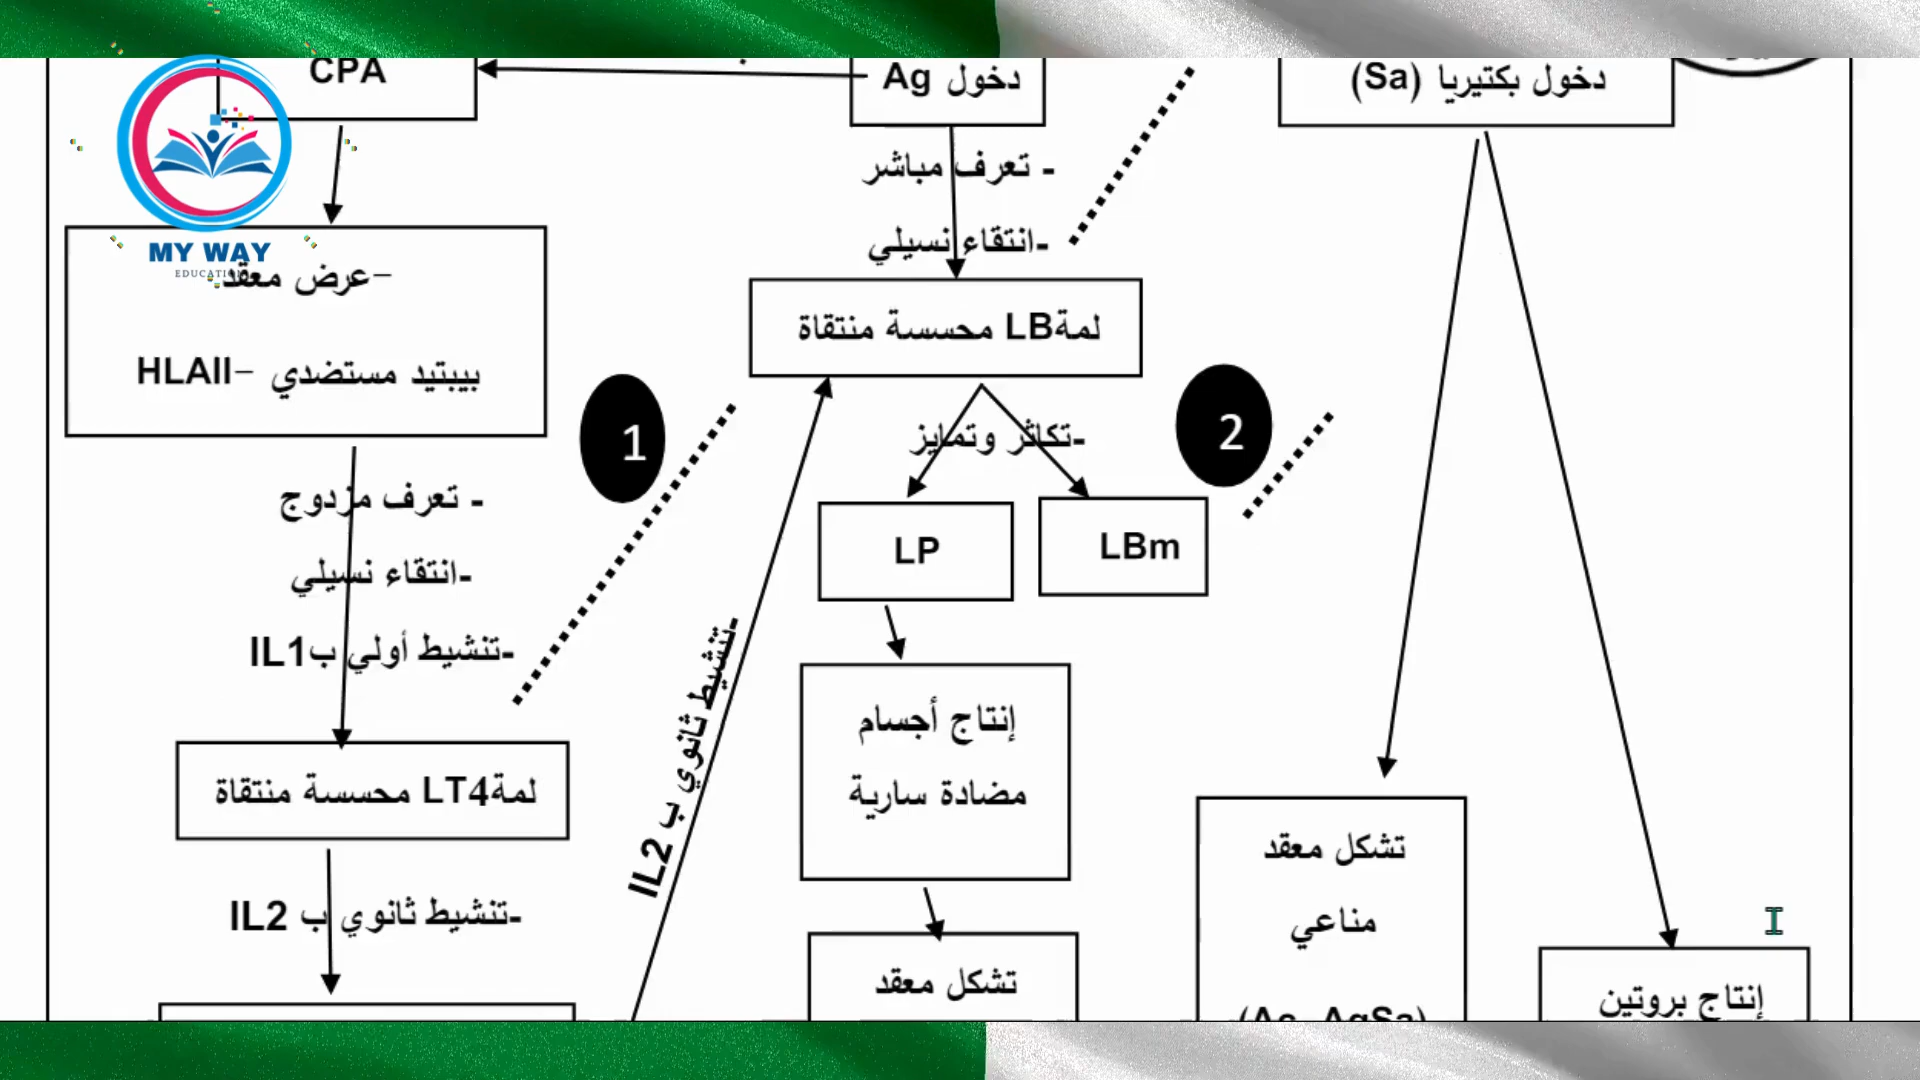 CPA
دخول Ag
دخول بكتيريا (Sa)
MY WAY
EDUCATION
- تعرف مباشر
-انتقاء نسيلي
–عرض معقد
بيبتيد مستضدي –HLAII
لمةLB محسسة منتقاة
1
2
-تكاثر وتمايز
LP
LBm
- تعرف مزدوج
-انتقاء نسيلي
-تنشيط أولي بIL1
-تنشيط ثانوي ب IL2
إنتاج أجسام
مضادة سارية
لمةLT4 محسسة منتقاة
-تنشيط ثانوي ب IL2
تشكل معقد
مناعي
تشكل معقد
إنتاج بروتين